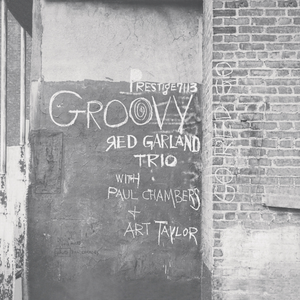 PRESTIGE 7113
GROOVY
RED GARLAND
TRIO
WITH
PAUL CHAMBERS
+
ART TAYLOR